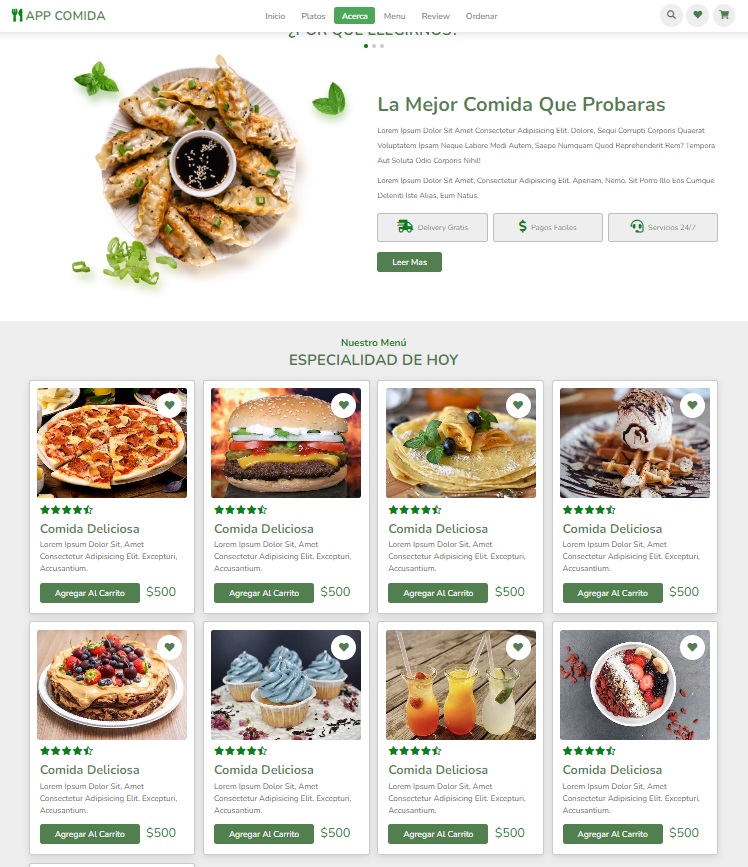 APP COMIDA
Inicio
Platos
Acerca
Menu
Review
Ordenar
¿POR QUE ELEGIRNOS?
La Mejor Comida Que Probaras
Lorem Ipsum Dolor Sit Amet Consectetur Adipisicing Elit. Dolore, Sequi Corrupti Corporis Quaerat
Voluptatem Ipsam Neque Labore Modi Autem, Saepe Numquam Quod Reprehenderit Rem? Tempora
Aut Soluta Odio Corporis Nihil!
Lorem Ipsum Dolor Sit Amet, Consectetur Adipisicing Elit. Aperiam, Nemo. Sit Porro Illo Eos Cumque
Deleniti Iste Alias, Eum Natus.
Delivery Gratis
Pagos Faciles
Servicios 24/7
Leer Mas
Nuestro Menú
ESPECIALIDAD DE HOY
Comida Deliciosa
Lorem Ipsum Dolor Sit, Amet
Consectetur Adipisicing Elit. Excepturi,
Accusantium.
Agregar Al Carrito $500
Comida Deliciosa
Lorem Ipsum Dolor Sit, Amet
Consectetur Adipisicing Elit. Excepturi,
Accusantium.
Agregar Al Carrito $500
Comida Deliciosa
Lorem Ipsum Dolor Sit, Amet
Consectetur Adipisicing Elit. Excepturi,
Accusantium.
Agregar Al Carrito $500
Comida Deliciosa
Lorem Ipsum Dolor Sit, Amet
Consectetur Adipisicing Elit. Excepturi,
Accusantium.
Agregar Al Carrito $500
Comida Deliciosa
Lorem Ipsum Dolor Sit, Amet
Consectetur Adipisicing Elit. Excepturi,
Accusantium.
Agregar Al Carrito $500
Comida Deliciosa
Lorem Ipsum Dolor Sit, Amet
Consectetur Adipisicing Elit. Excepturi,
Accusantium.
Agregar Al Carrito $500
Comida Deliciosa
Lorem Ipsum Dolor Sit, Amet
Consectetur Adipisicing Elit. Excepturi,
Accusantium.
Agregar Al Carrito $500
Comida Deliciosa
Lorem Ipsum Dolor Sit, Amet
Consectetur Adipisicing Elit. Excepturi,
Accusantium.
Agregar Al Carrito $500